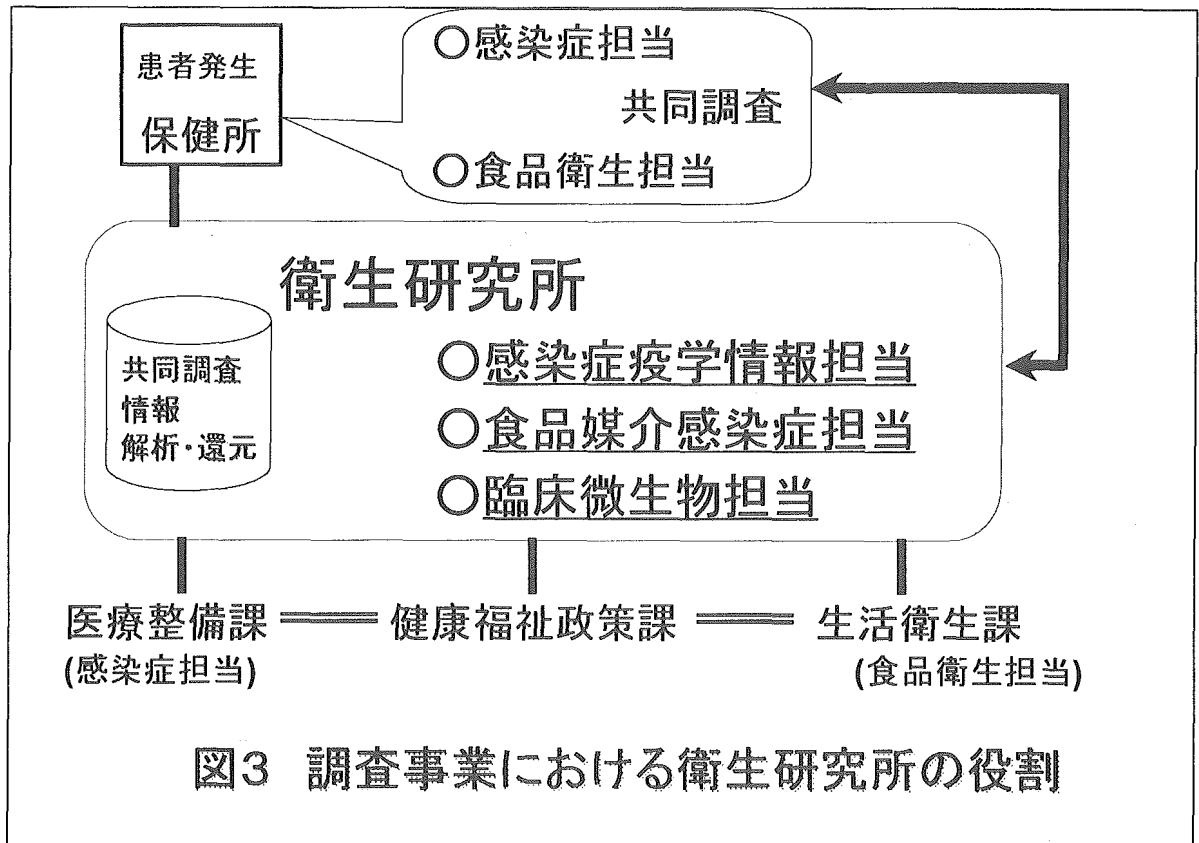 患者発生
保健所
○感染症担当
共同調査
○食品衛生担当
衛生研究所
共同調査
情報
解析・還元
○感染症疫学情報担当
○食品媒介感染症担当
○臨床微生物担当
医療整備課
(感染症担当)
健康福祉政策課
生活衛生課
(食品衛生担当)
図3 調査事業における衛生研究所の役割